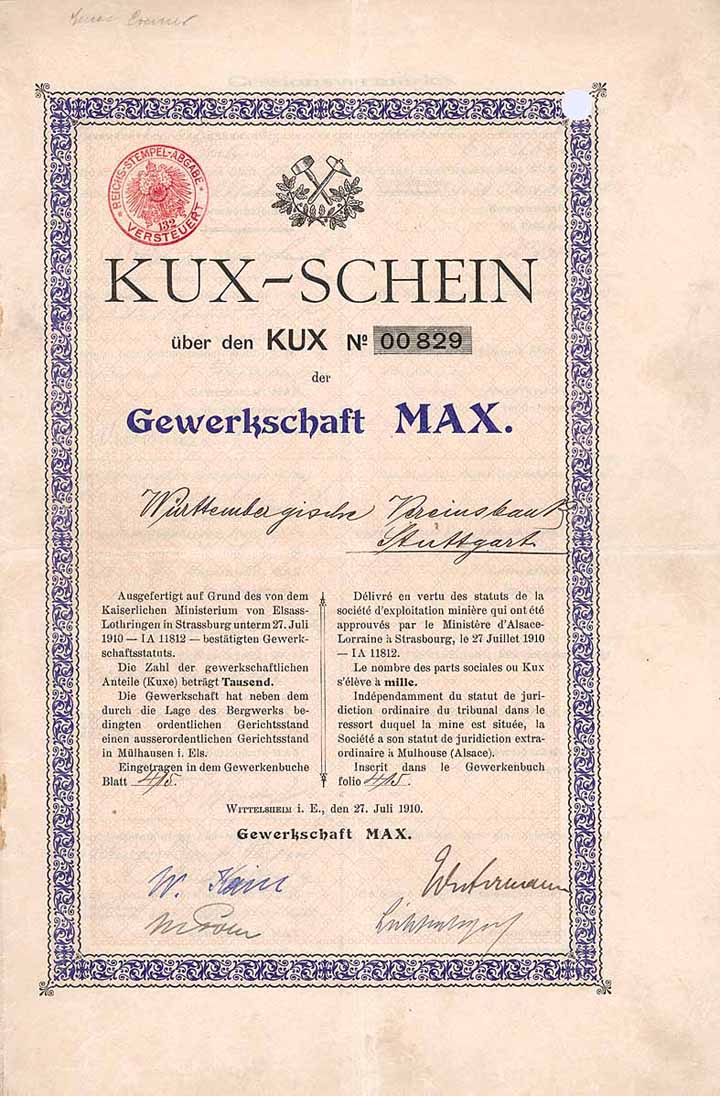 REICHS-STEMPEL-ABGABE
132
VERSTEUERT
KUX-SCHEIN
über den KUX № 00829
der
Gewerkschaft MAX.
Württembergische Vereinsbank
Stuttgart
Ausgefertigt auf Grund des von dem
Kaiserlichen Ministerium von Elsass-
Lothringen in Strassburg unterm 27. Juli
1910 — I A 11812 — bestätigten Gewerk-
schaftsstatuts.
Die Zahl der gewerkschaftlichen
Anteile (Kuxe) beträgt Tausend.
Die Gewerkschaft hat neben dem
durch die Lage des Bergwerks be-
dingten ordentlichen Gerichtsstand
einen ausserordentlichen Gerichtsstand
in Mülhausen i. Els.
Eingetragen in dem Gewerkenbuche
Blatt 415.
Délivré en vertu des statuts de la
société d'exploitation minière qui ont été
approuvés par le Ministère d'Alsace-
Lorraine à Strasbourg, le 27 Juillet 1910
— I A 11812.
Le nombre des parts sociales ou Kux
s'élève à mille.
Indépendamment du statut de juri-
diction ordinaire du tribunal dans le
ressort duquel la mine est située, la
Société a son statut de juridiction extra-
ordinaire à Mulhouse (Alsace).
Inscrit dans le Gewerkenbuch
folio 415.
WITTELSHEIM i. E., den 27. Juli 1910.
Gewerkschaft MAX.
W.